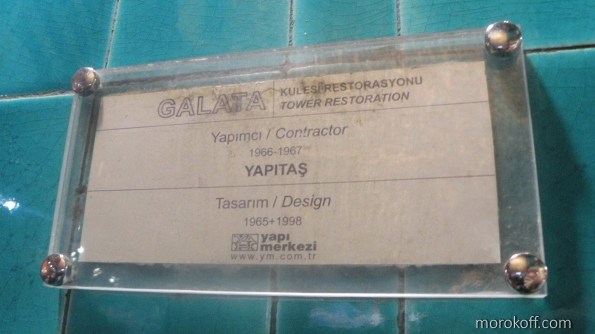 GALATA KULESİ RESTORASYONU
TOWER RESTORATION
Yapımcı / Contractor
1966-1967
YAPITAŞ
Tasarım / Design
1965+1998
yapı
merkezi
www.ym.com.tr
morokoff.com